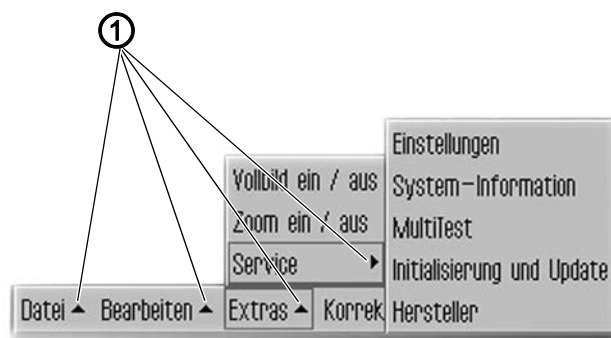 1
Einstellungen
Vollbild ein / aus
System-Information
Zoom ein / aus
MultiTest
Service
Initialisierung und Update
Datei Bearbeiten Extras Korrek
Hersteller